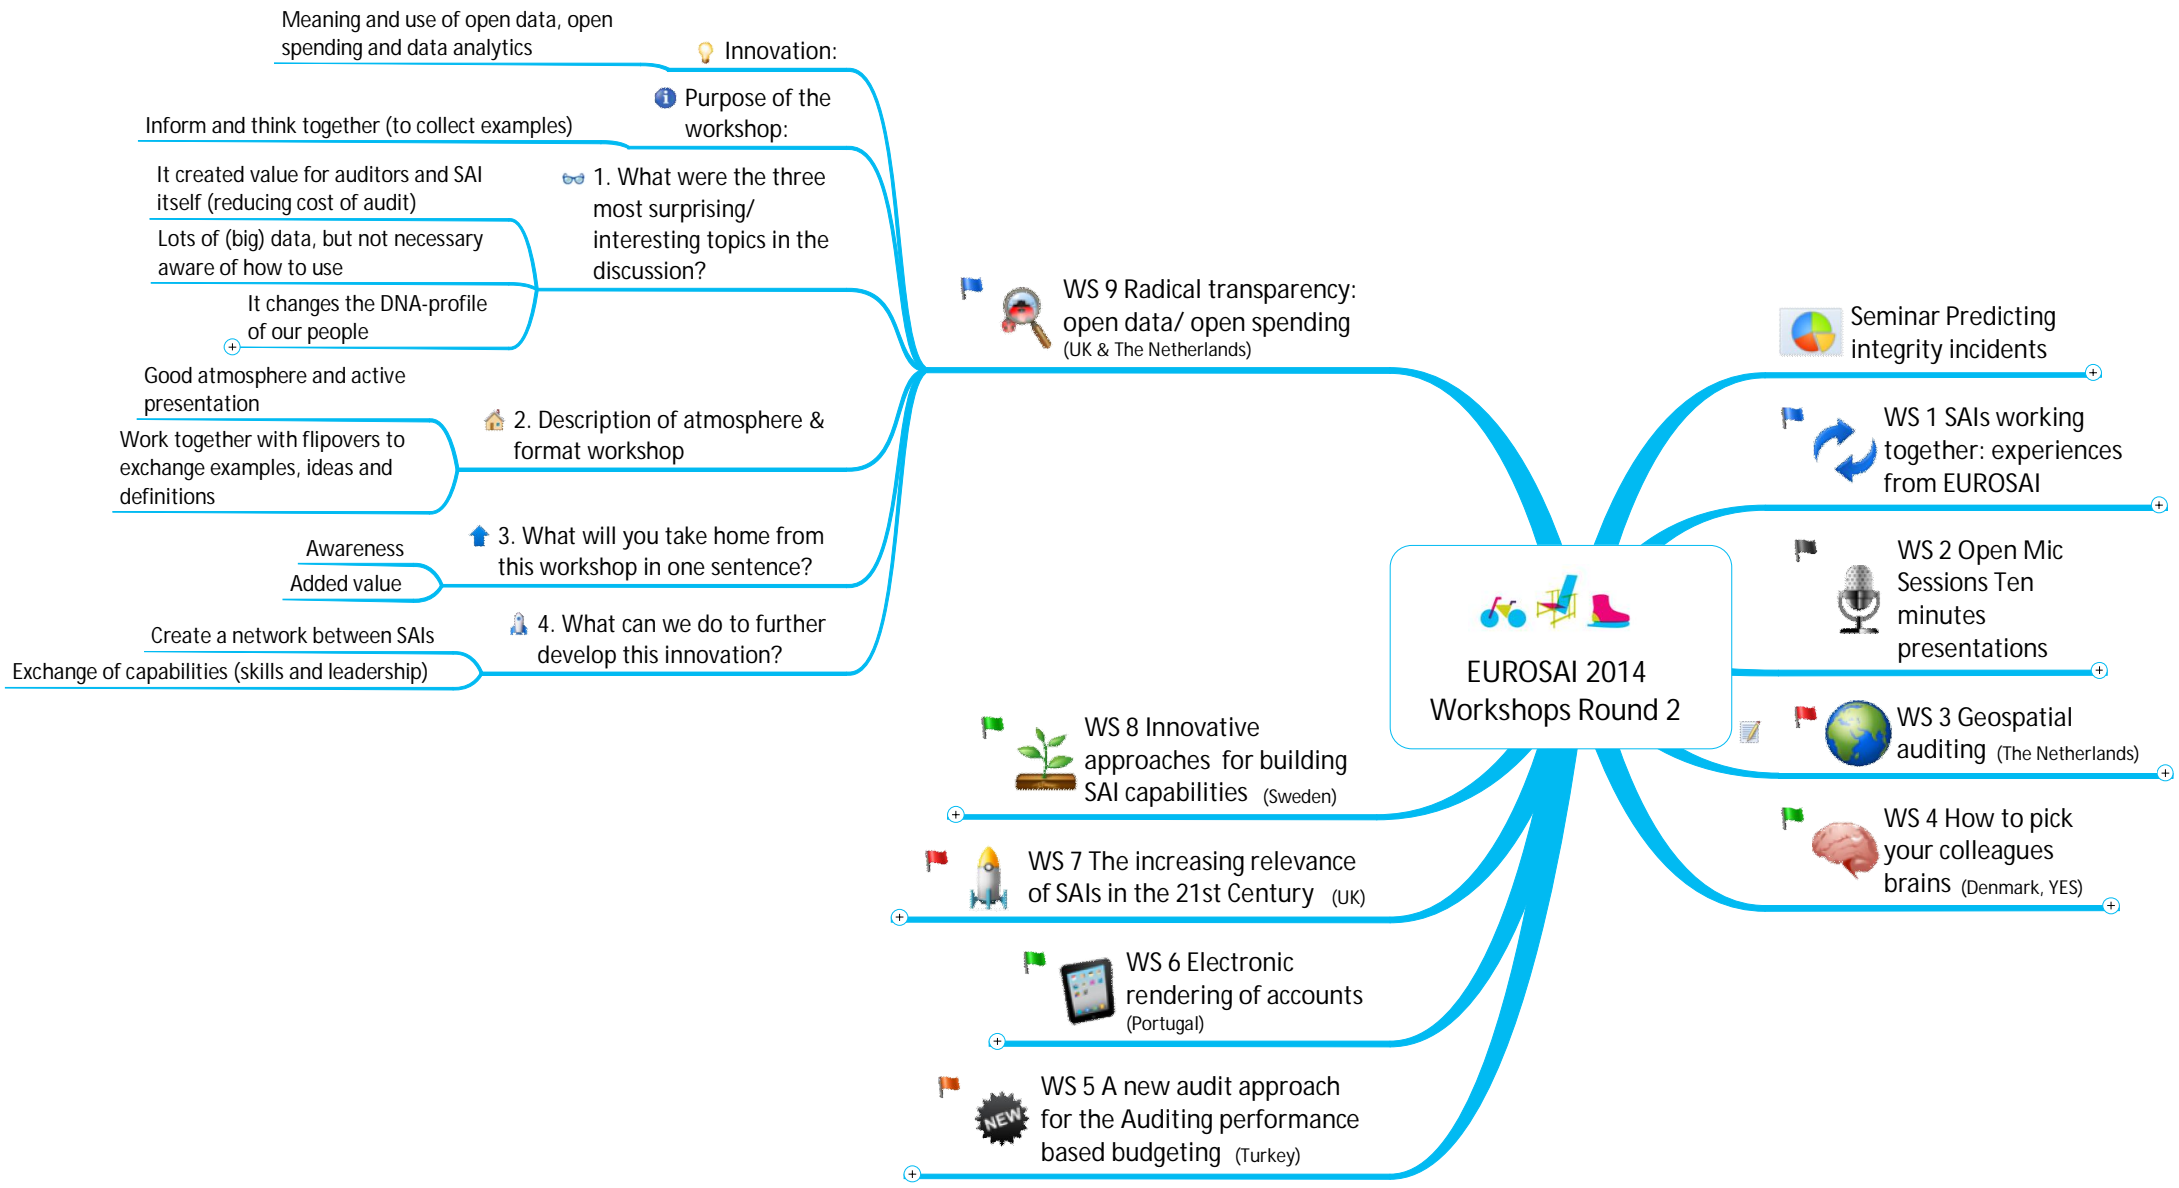 Meaning and use of open data, open
spending and data analytics
Innovation:
Purpose of the
workshop:
Inform and think together (to collect examples)
It created value for auditors and SAI
itself (reducing cost of audit)
Lots of (big) data, but not necessary
aware of how to use
It changes the DNA-profile
of our people
1. What were the three
most surprising/
interesting topics in the
discussion?
Good atmosphere and active
presentation
Work together with flipovers to
exchange examples, ideas and
definitions
2. Description of atmosphere &
format workshop
Awareness
Added value
3. What will you take home from
this workshop in one sentence?
Create a network between SAIs
Exchange of capabilities (skills and leadership)
4. What can we do to further
develop this innovation?
WS 9 Radical transparency:
open data/ open spending
(UK & The Netherlands)
EUROSAI 2014
Workshops Round 2
Seminar Predicting
integrity incidents
WS 1 SAIs working
together: experiences
from EUROSAI
WS 2 Open Mic
Sessions Ten
minutes
presentations
WS 3 Geospatial
auditing (The Netherlands)
WS 4 How to pick
your colleagues
brains (Denmark, YES)
WS 8 Innovative
approaches for building
SAI capabilities (Sweden)
WS 7 The increasing relevance
of SAIs in the 21st Century (UK)
WS 6 Electronic
rendering of accounts
(Portugal)
NEW
WS 5 A new audit approach
for the Auditing performance
based budgeting (Turkey)